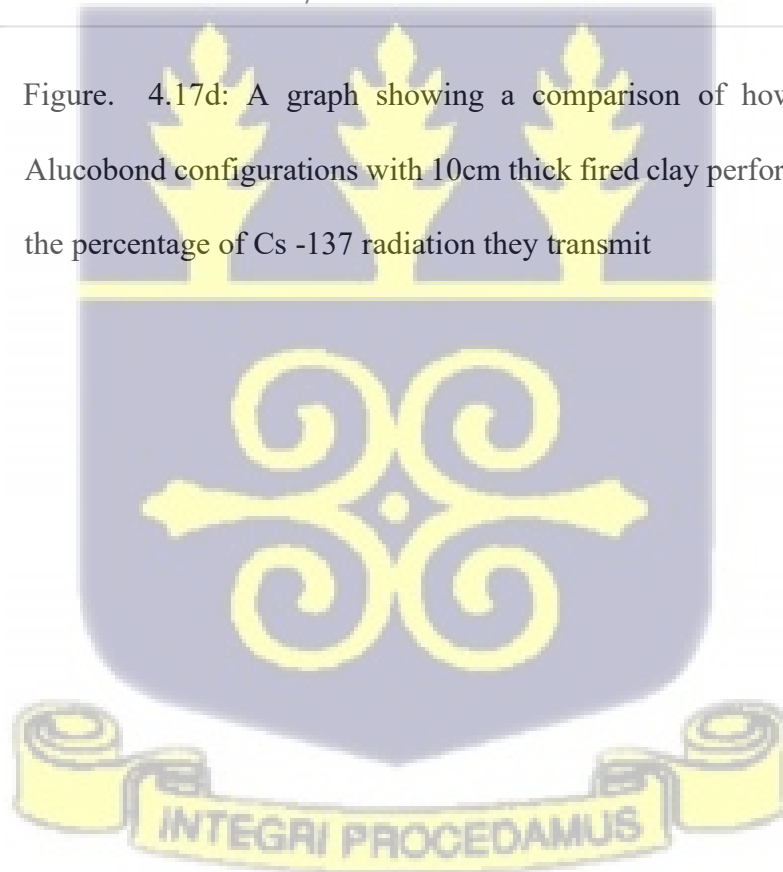 Figure. 4.17d: A graph showing a comparison of how
Alucobond configurations with 10cm thick fired clay
the percentage of Cs -137 radiation they transmit
INTEGRI PROCEDAMUS